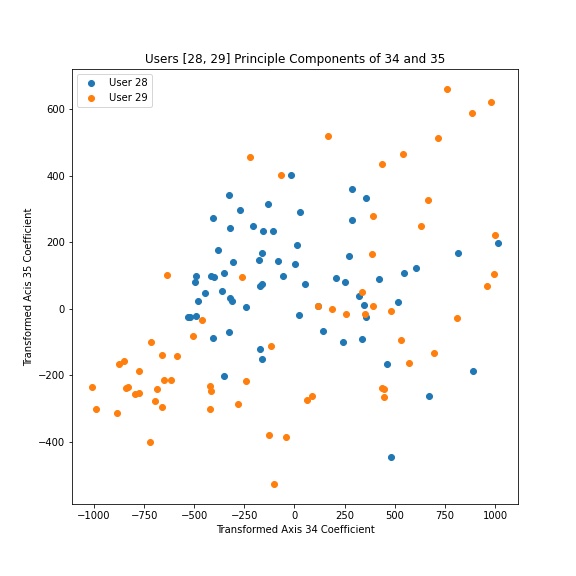 Users [28, 29] Principle Components of 34 and 35
User 28
User 29
600
400
200
0
−200
−400
Transformed Acis 35 Coefficient
−1000 −750 −500 −250 0 250 500 750 1000
Transformed Axis 34 Coefficient